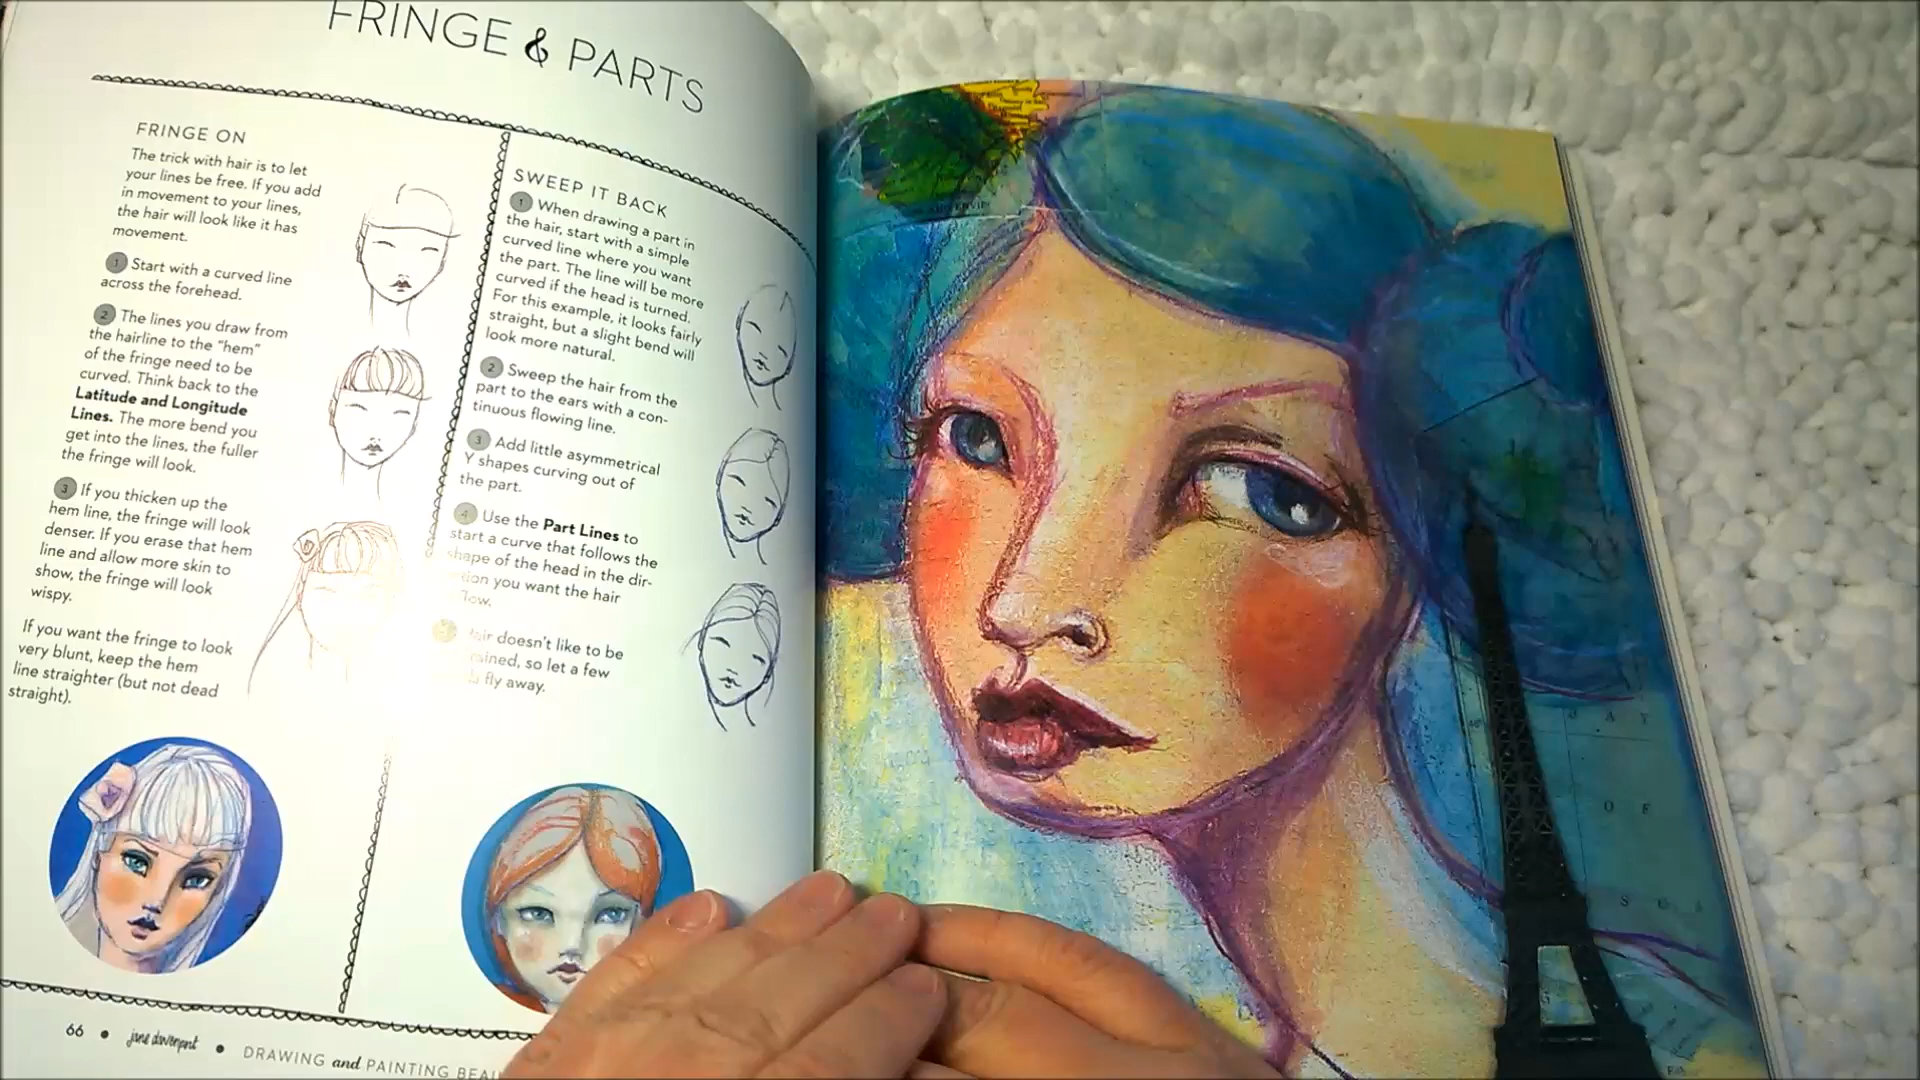 FRINGE & PARTS
FRINGE ON
The trick with hair is to let
your lines be free. If you add
in movement to your lines,
the hair will look like it has
movement.
1 Start with a curved line
across the forehead.
2 The lines you draw from
the hairline to the "hem"
of the fringe need to be
curved. Think back to the
Latitude and Longitude
Lines. The more bend you
get into the lines, the fuller
the fringe will look.
3 If you thicken up the
hem line, the fringe will look
denser. If you erase that hem
line and allow more skin to
show, the fringe will look
wispy.
If you want the fringe to look
very blunt, keep the hem
line straighter (but not dead
straight).
SWEEP IT BACK
1 When drawing a part in
the hair, start with a simple
curved line where you want
the part. The line will be more
curved if the head is turned.
For this example, it looks fairly
straight, but a slight bend will
look more natural.
2 Sweep the hair from the
part to the ears with a con-
tinuous flowing line.
3 Add little asymmetrical
Y shapes curving out of
the part.
4 Use the Part Lines to
start a curve that follows the
shape of the head in the dir-
you want the hair
flow.
Hair doesn't like to be
so let a few
fly away.
66 • jane davenport • DRAWING and PAINTING
DAY
OF